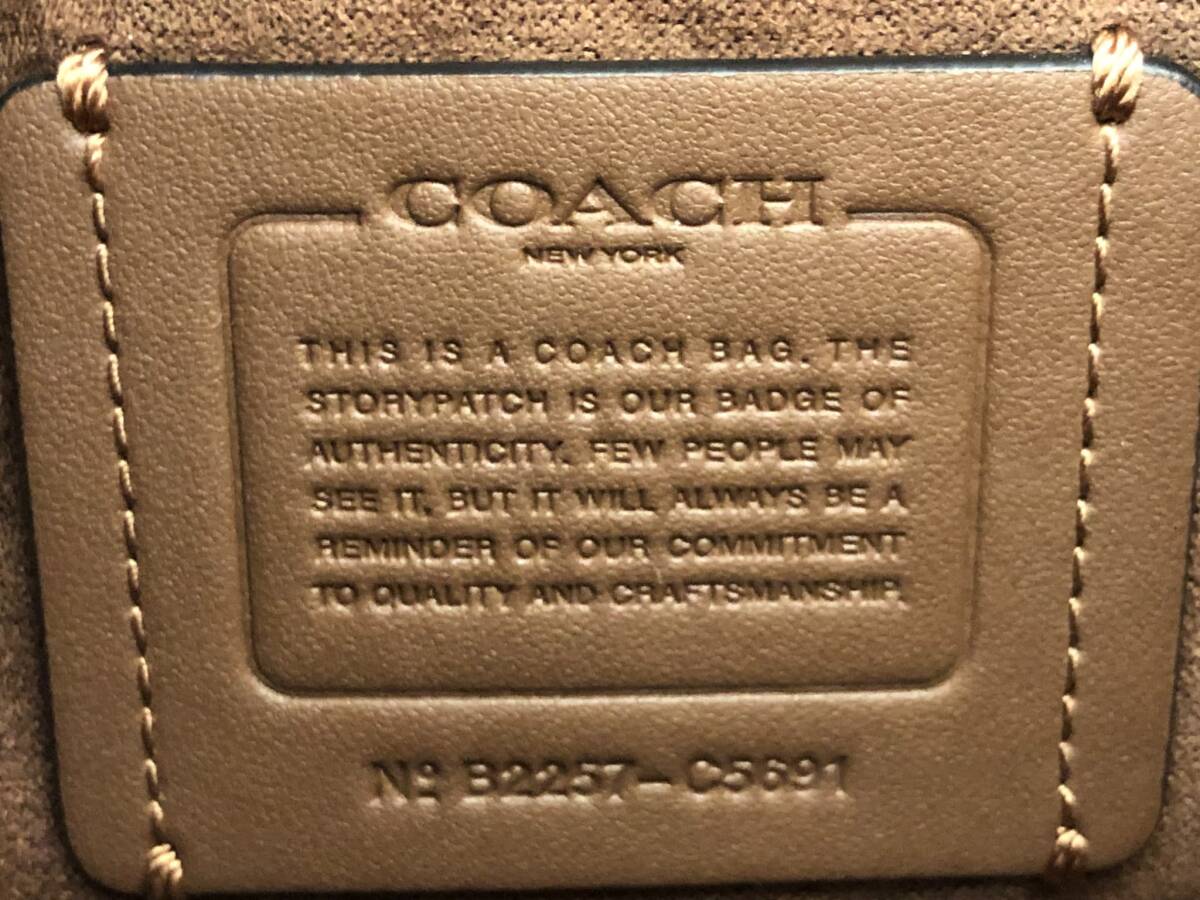 COACH
NEW YORK
THIS IS A COACH BAG. THE
STORYPATCH IS OUR BADGE OF
AUTHENTICITY. FEW PEOPLE MAY
SEE IT, BUT IT WILL ALWAYS BE A
REMINDER OF OUR COMMITMENT
TO QUALITY AND CRAFTSMANSHIP.
Nº B2257-C5691